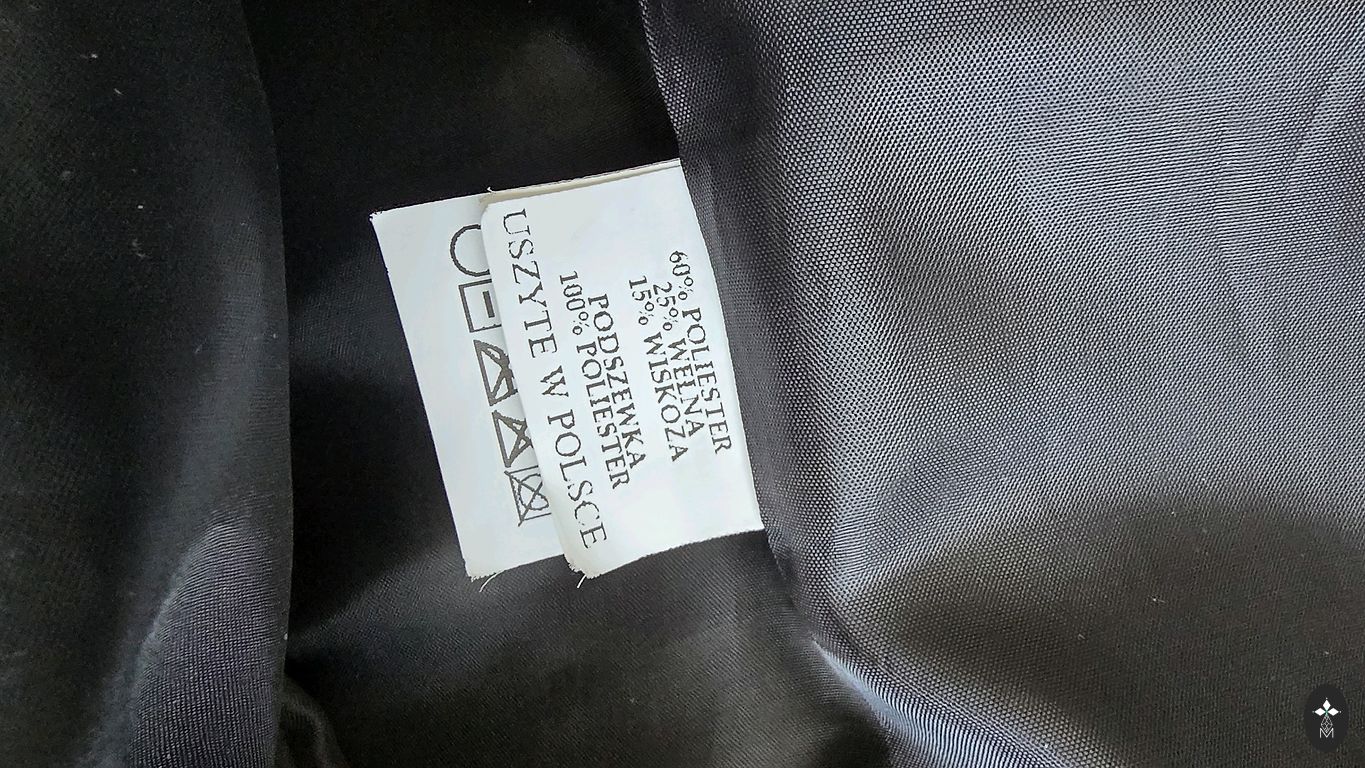 60% POLIESTER
25% WEŁNA
15% WISKOZA
PODSZEWKA
100% POLIESTER
USZYTE W POLSCE
M